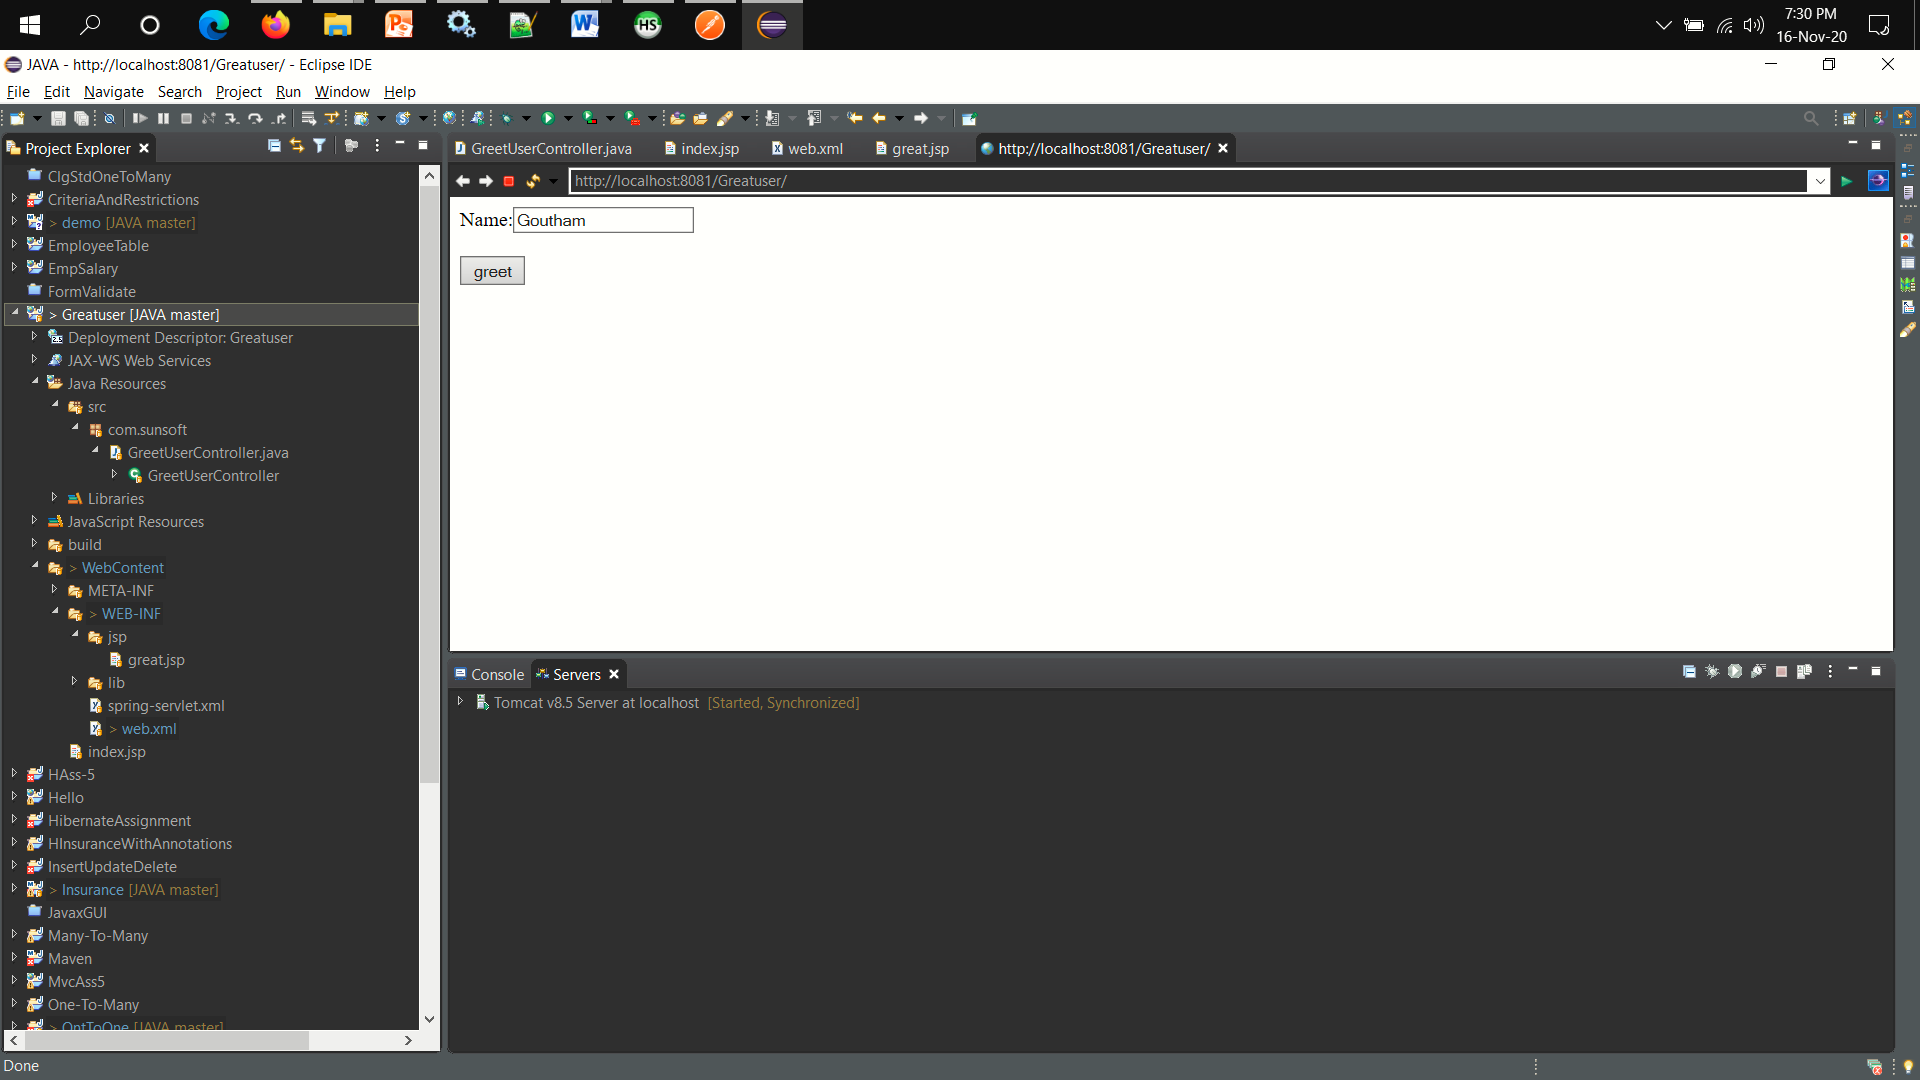 7:30 PM
16-Nov-20
HS
JAVA - http://localhost:8081/Greatuser/ - Eclipse IDE
File Edit Navigate Search Project Run Window Help
Project Explorer
GreetUserController.java index.jsp web.xml great.jsp http://localhost:8081/Greatuser/
http://localhost:8081/Greatuser/
ClgStdOneToMany
CriteriaAndRestrictions
> demo [JAVA master]
EmployeeTable
EmpSalary
FormValidate
> Greatuser [JAVA master]
Deployment Descriptor: Greatuser
JAX-WS Web Services
Java Resources
src
com.sunsoft
GreetUserController.java
GreetUserController
Libraries
JavaScript Resources
build
> WebContent
META-INF
> WEB-INF
jsp
great.jsp
lib
spring-servlet.xml
> web.xml
index.jsp
HAss-5
Hello
HibernateAssignment
HInsuranceWithAnnotations
InsertUpdateDelete
> Insurance [JAVA master]
JavaxGUI
Many-To-Many
Maven
MvcAss5
One-To-Many
> OntToOne [JAVA master]
Name: Goutham
greet
Console Servers
Tomcat v8.5 Server at localhost [Started, Synchronized]
Done